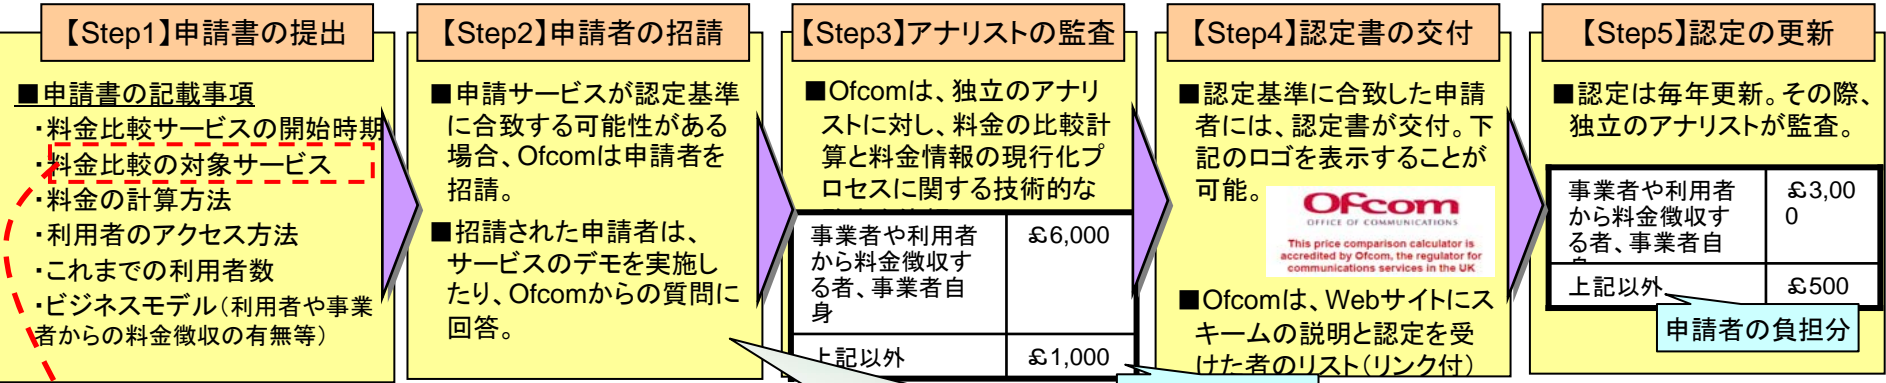 【Step1】申請書の提出
■申請書の記載事項
・料金比較サービスの開始時期
・料金比較の対象サービス
・料金の計算方法
・利用者のアクセス方法
・これまでの利用者数
・ビジネスモデル（利用者や事業
者からの料金徴収の有無等）
【Step2】申請者の招請
■申請サービスが認定基準
に合致する可能性がある
場合、Ofcomは申請者を
招請。
■招請された申請者は、
サービスのデモを実施し
たり、Ofcomからの質問に
回答。
【Step3】アナリストの監査
■Ofcomは、独立のアナリ
ストに対し、料金の比較計
算と料金情報の現行化プ
ロセスに関する技術的な
事業者や利用者
から料金徴収す
る者、事業者自
身
￡6,000
上記以外
￡1,000
【Step4】認定書の交付
■認定基準に合致した申請
者には、認定書が交付。下
記のロゴを表示することが
可能。
Ofcom
OFFICE OF COMMUNICATIONS
This price comparison calculator is
accredited by Ofcom, the regulator for
communications services in the UK
■Ofcomは、Webサイトにス
キームの説明と認定を受
けた者のリスト（リンク付）
【Step5】認定の更新
■認定は毎年更新。その際、
独立のアナリストが監査。
事業者や利用者
から料金徴収す
る者、事業者自
￡3,00
0
上記以外
￡500
申請者の負担分